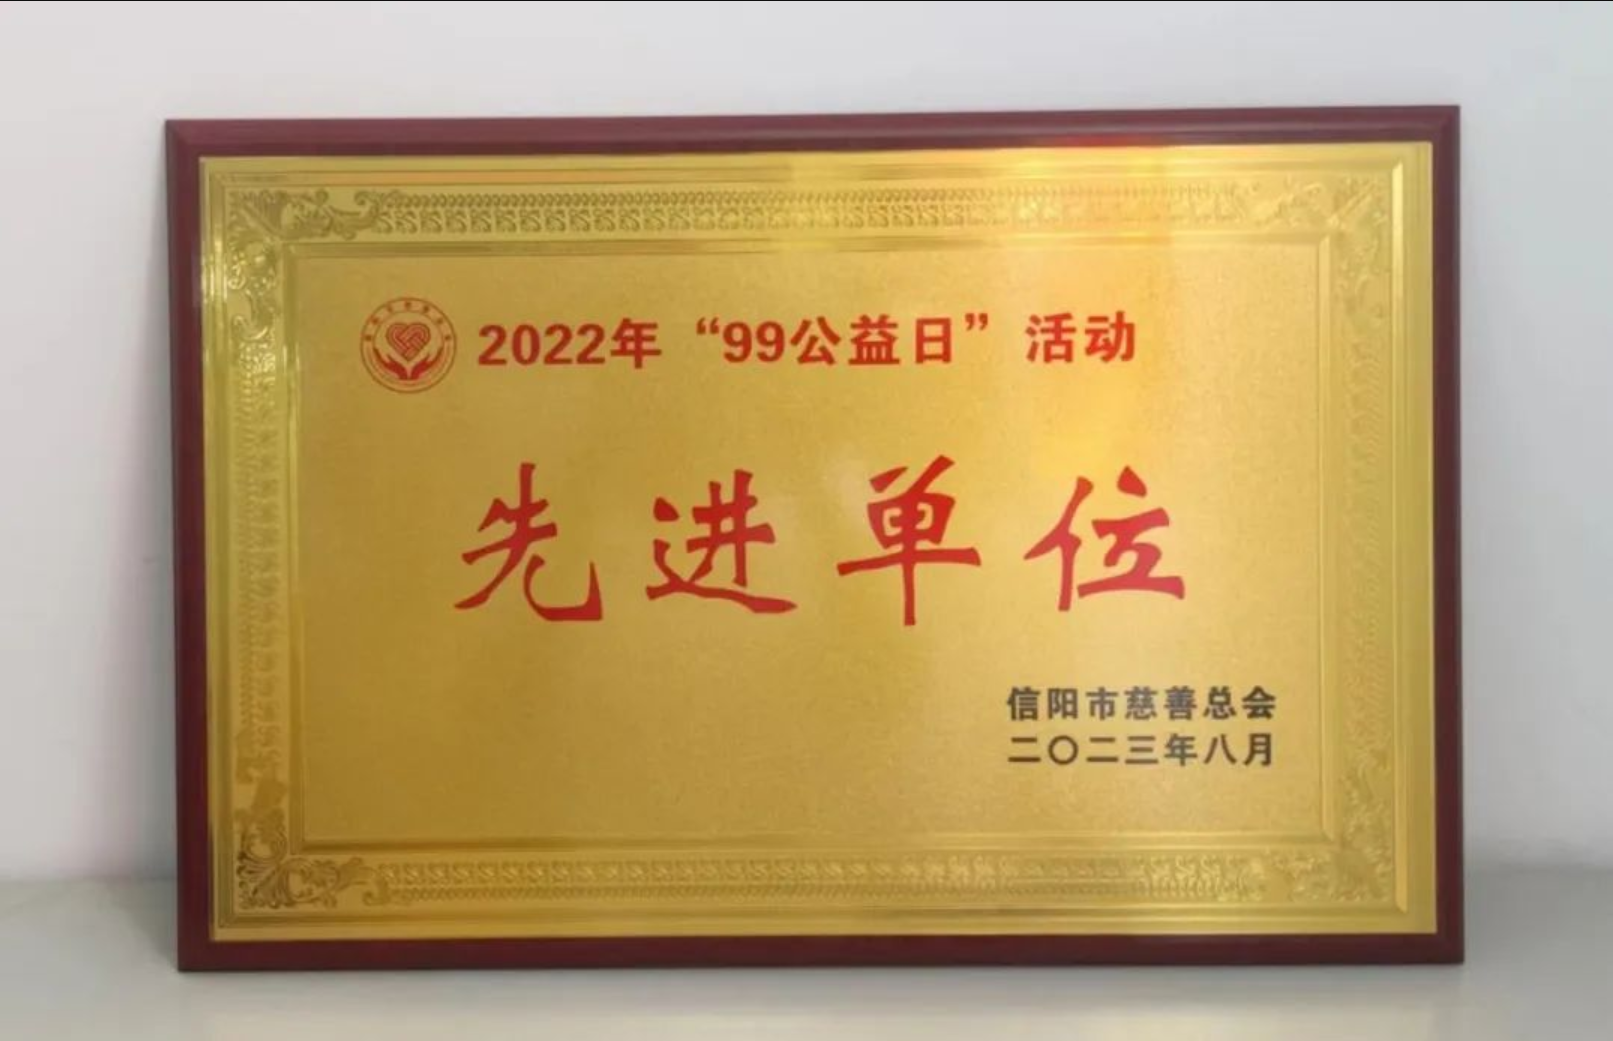 2022年“99公益日”活动
先进单位
信阳市慈善总会
二〇二三年八月